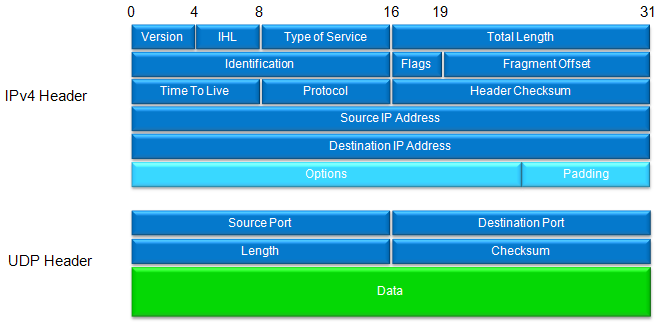 0 4 8 16 19 31
Version IHL Type of Service Total Length
Identification Flags Fragment Offset
IPv4 Header
Time To Live Protocol Header Checksum
Source IP Address
Destination IP Address
Options Padding
Source Port Destination Port
Length Checksum
UDP Header
Data